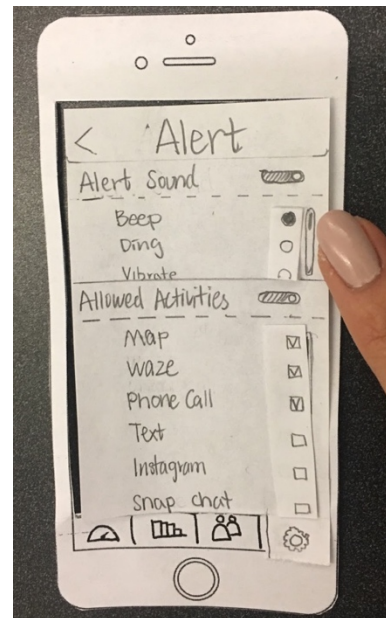 < Alert
Alert Sound
Beep
Ding
Vibrate
Allowed Activities
Map
Waze
Phone Call
Text
Instagram
Snap chat